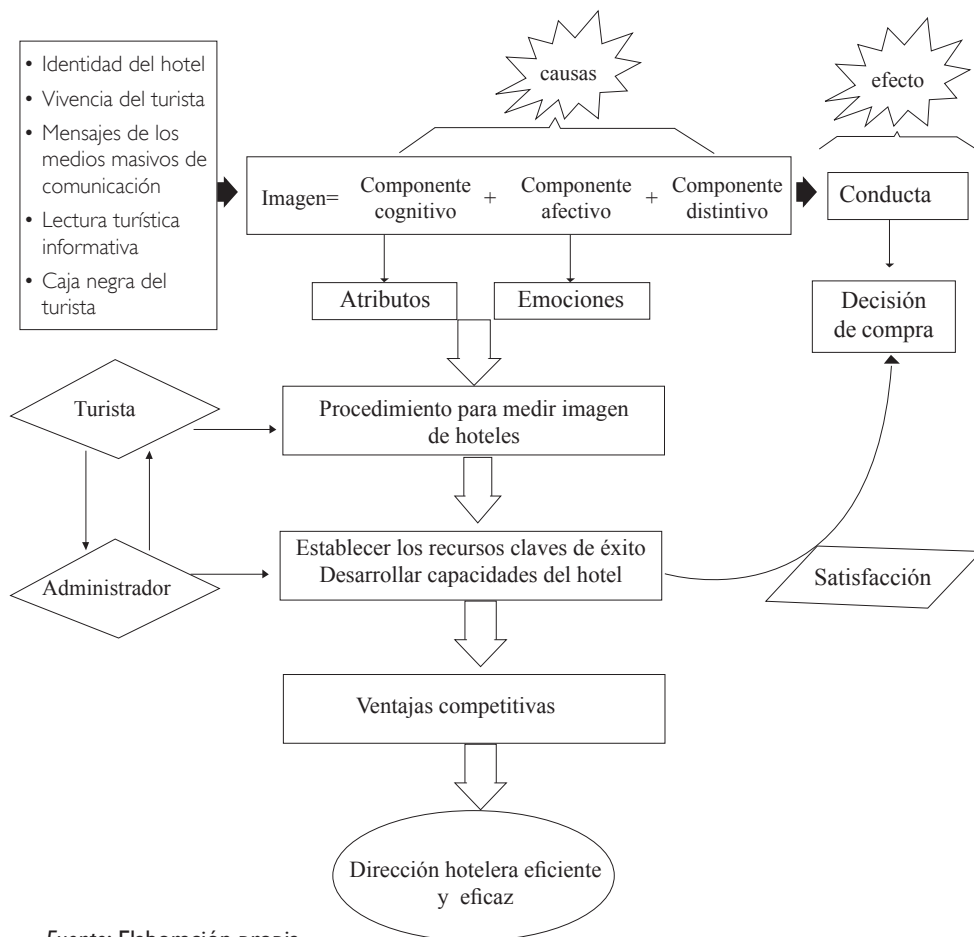 causas
efecto
• Identidad del hotel
• Vivencia del turista
• Mensajes de los
medios masivos de
comunicación
• Lectura turística
informativa
• Caja negra del
turista
Imagen= Componente cognitivo + Componente afectivo + Componente distintivo
Conducta
Atributos
Emociones
Decisión
de compra
Turista
Procedimiento para medir imagen
de hoteles
Administrador
Establecer los recursos claves de éxito
Desarrollar capacidades del hotel
Satisfacción
Ventajas competitivas
Dirección hotelera eficiente
y eficaz
Fuente: Elaboración propia